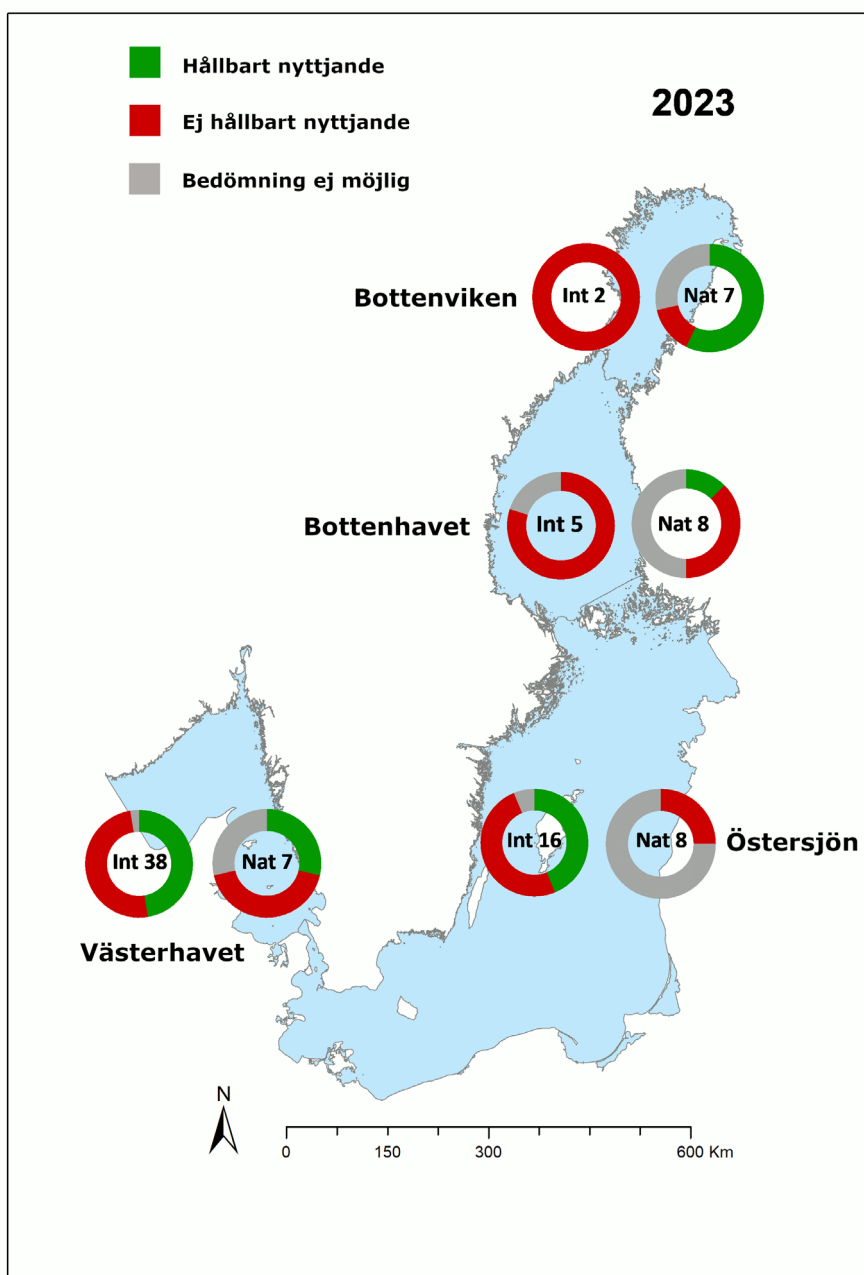 Hållbart nyttjande
Ej hållbart nyttjande
Bedömning ej möjlig
2023
Bottenviken
Int 2
Nat 7
Bottenhavet
Int 5
Nat 8
Int 38
Nat 7
Västerhavet
Int 16
Nat 8
Östersjön
N
0 150 300 600 Km